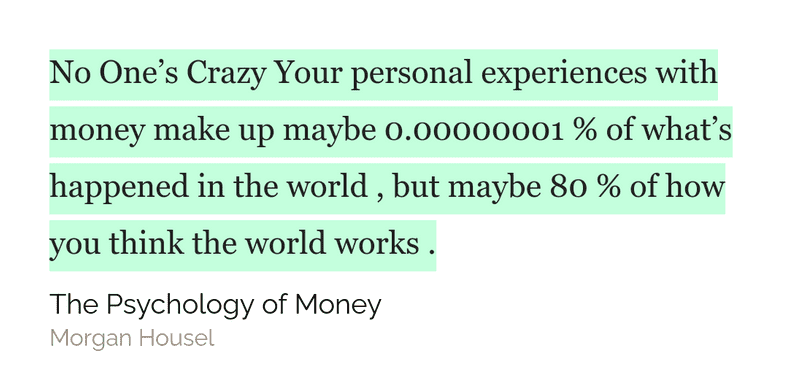 No One’s Crazy Your personal experiences with
money make up maybe 0.00000001 % of what’s
happened in the world , but maybe 80 % of how
you think the world works .
The Psychology of Money
Morgan Housel